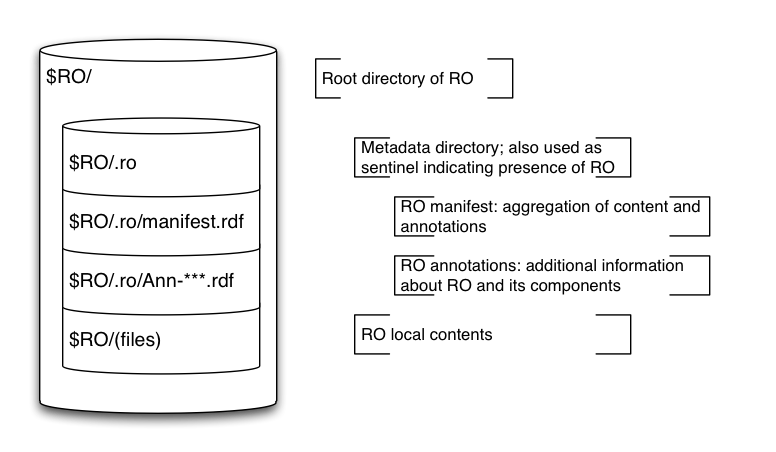 $RO/
Root directory of RO
$RO/.ro
Metadata directory; also used as
sentinel indicating presence of RO
$RO/.ro/manifest.rdf
RO manifest: aggregation of content and
annotations
$RO/.ro/Ann-***.rdf
RO annotations: additional information
about RO and its components
$RO/(files)
RO local contents